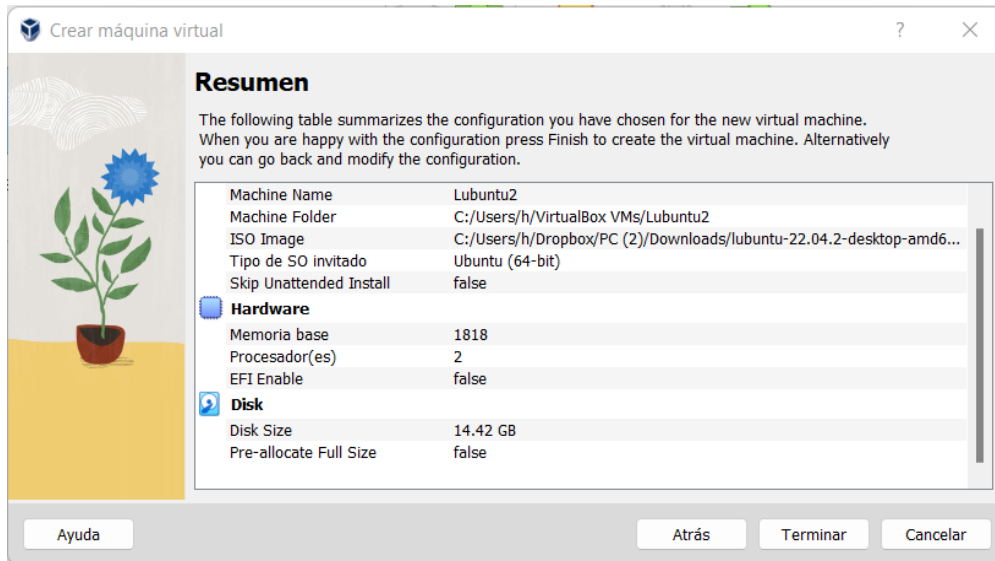 Crear máquina virtual
Resumen
The following table summarizes the configuration you have chosen for the new virtual machine.
When you are happy with the configuration press Finish to create the virtual machine. Alternatively
you can go back and modify the configuration.
Machine Name Lubuntu2
Machine Folder C:/Users/h/VirtualBox VMs/Lubuntu2
ISO Image C:/Users/h/Dropbox/PC (2)/Downloads/lubuntu-22.04.2-desktop-amd6...
Tipo de SO invitado Ubuntu (64-bit)
Skip Unattended Install false
Hardware
Memoria base 1818
Procesador(es) 2
EFI Enable false
Disk
Disk Size 14.42 GB
Pre-allocate Full Size false
Ayuda Atrás Terminar Cancelar